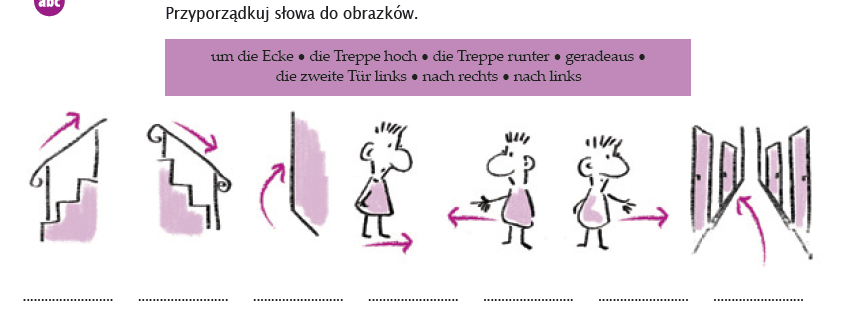 abc
Przyporządkuj słowa do obrazków.
um die Ecke • die Treppe hoch • die Treppe runter • geradeaus •
die zweite Tür links • nach rechts • nach links